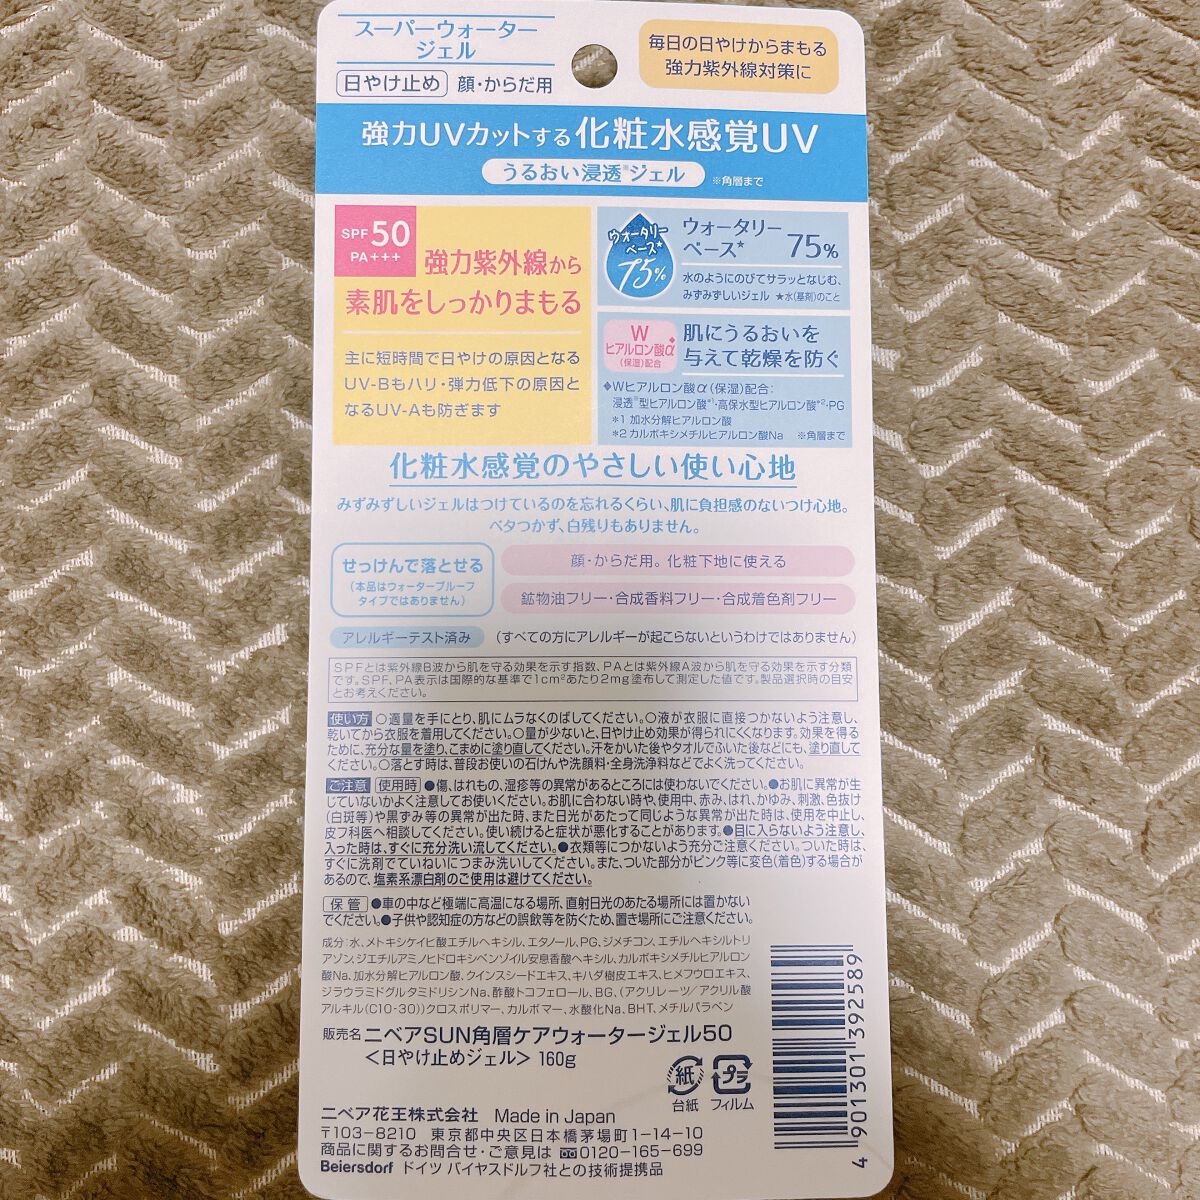 スーパーウォーター
ジェル
日やけ止め 顔・からだ用
毎日の日やけからまもる
強力紫外線対策に
強力UVカットする化粧水感覚UV
うるおい浸透※ジェル ※角層まで
SPF50
PA+++
強力紫外線から
素肌をしっかりまもる
主に短時間で日やけの原因となる
UV-Bもハリ・弾力低下の原因と
なるUV-Aも防ぎます
ウォータリー
ベース★
75%
ウォータリー
ベース★ 75%
水のようにのびてサラッとなじむ、
みずみずしいジェル ★水(基剤)のこと
W
ヒアルロン酸α◆
(保湿)配合
肌にうるおいを
与えて乾燥を防ぐ
◆Wヒアルロン酸α(保湿)配合:
浸透※型ヒアルロン酸*1・高保水型ヒアルロン酸*2・PG
*1 加水分解ヒアルロン酸
*2 カルボキシメチルヒアルロン酸Na ※角層まで
化粧水感覚のやさしい使い心地
みずみずしいジェルはつけているのを忘れるくらい、肌に負担感のないつけ心地。
ベタつかず、白残りもありません。
せっけんで落とせる
(本品はウォータープルーフ
タイプではありません)
顔・からだ用。化粧下地に使える
鉱物油フリー・合成香料フリー・合成着色剤フリー
アレルギーテスト済み (すべての方にアレルギーが起こらないというわけではありません)
SPFとは紫外線B波から肌を守る効果を示す指数、PAとは紫外線A波から肌を守る効果を示す分類
です。SPF、PA表示は国際的な基準で1cm²あたり2mg塗布して測定した値です。製品選択時の目安
とお考えください。
使い方 ○適量を手にとり、肌にムラなくのばしてください。○液が衣服に直接つかないよう注意し、
乾いてから衣服を着用してください。○量が少ないと、日やけ止め効果が得られにくくなります。効果を得る
ために、充分な量を塗り、こまめに塗り直してください。汗をかいた後やタオルでふいた後などにも、塗り直して
ください。○落とす時は、普段お使いの石けんや洗顔料・全身洗浄料などでよく洗ってください。
ご注意 使用時 ●傷、はれもの、湿疹等の異常があるところには使わないでください。●お肌に異常が生
じていないかよく注意してお使いください。お肌に合わない時や、使用中、赤み、はれ、かゆみ、刺激、色抜け
(白斑等)や黒ずみ等の異常が出た時、また日光があたって同じような異常が出た時は、使用を中止し、
皮フ科医へ相談してください。使い続けると症状が悪化することがあります。●目に入らないよう注意し、
入った時は、すぐに充分洗い流してください。●衣類等につかないよう充分ご注意ください。ついた時は、
すぐに洗剤でていねいにつまみ洗いしてください。また、ついた部分がピンク等に変色(着色)する場合が
あるので、塩素系漂白剤のご使用は避けてください。
保管 ●車の中など極端に高温になる場所、直射日光のあたる場所には置かない
でください。●子供や認知症の方などの誤飲等を防ぐため、置き場所にご注意ください。
成分:水、メトキシケイヒ酸エチルヘキシル、エタノール、PG、ジメチコン、エチルヘキシルトリ
アゾン、ジエチルアミノヒドロキシベンゾイル安息香酸ヘキシル、カルボキシメチルヒアルロン
酸Na、加水分解ヒアルロン酸、クインスシードエキス、キハダ樹皮エキス、ヒメフウロエキス、
ジラウラミドグルタミドリシンNa、酢酸トコフェロール、BG、(アクリレーツ/アクリル酸
アルキル(C10-30))クロスポリマー、カルボマー、水酸化Na、BHT、メチルパラベン
販売名 ニベアSUN角層ケアウォータージェル50
<日やけ止めジェル> 160g
紙
台紙
プラ
フィルム
ニベア花王株式会社 Made in Japan
〒103-8210 東京都中央区日本橋茅場町1-14-10
商品に関するお問合せ・ご意見は 0120-165-699
Beiersdorf ドイツ バイヤスドルフ社との技術提携品
4 901301 392589